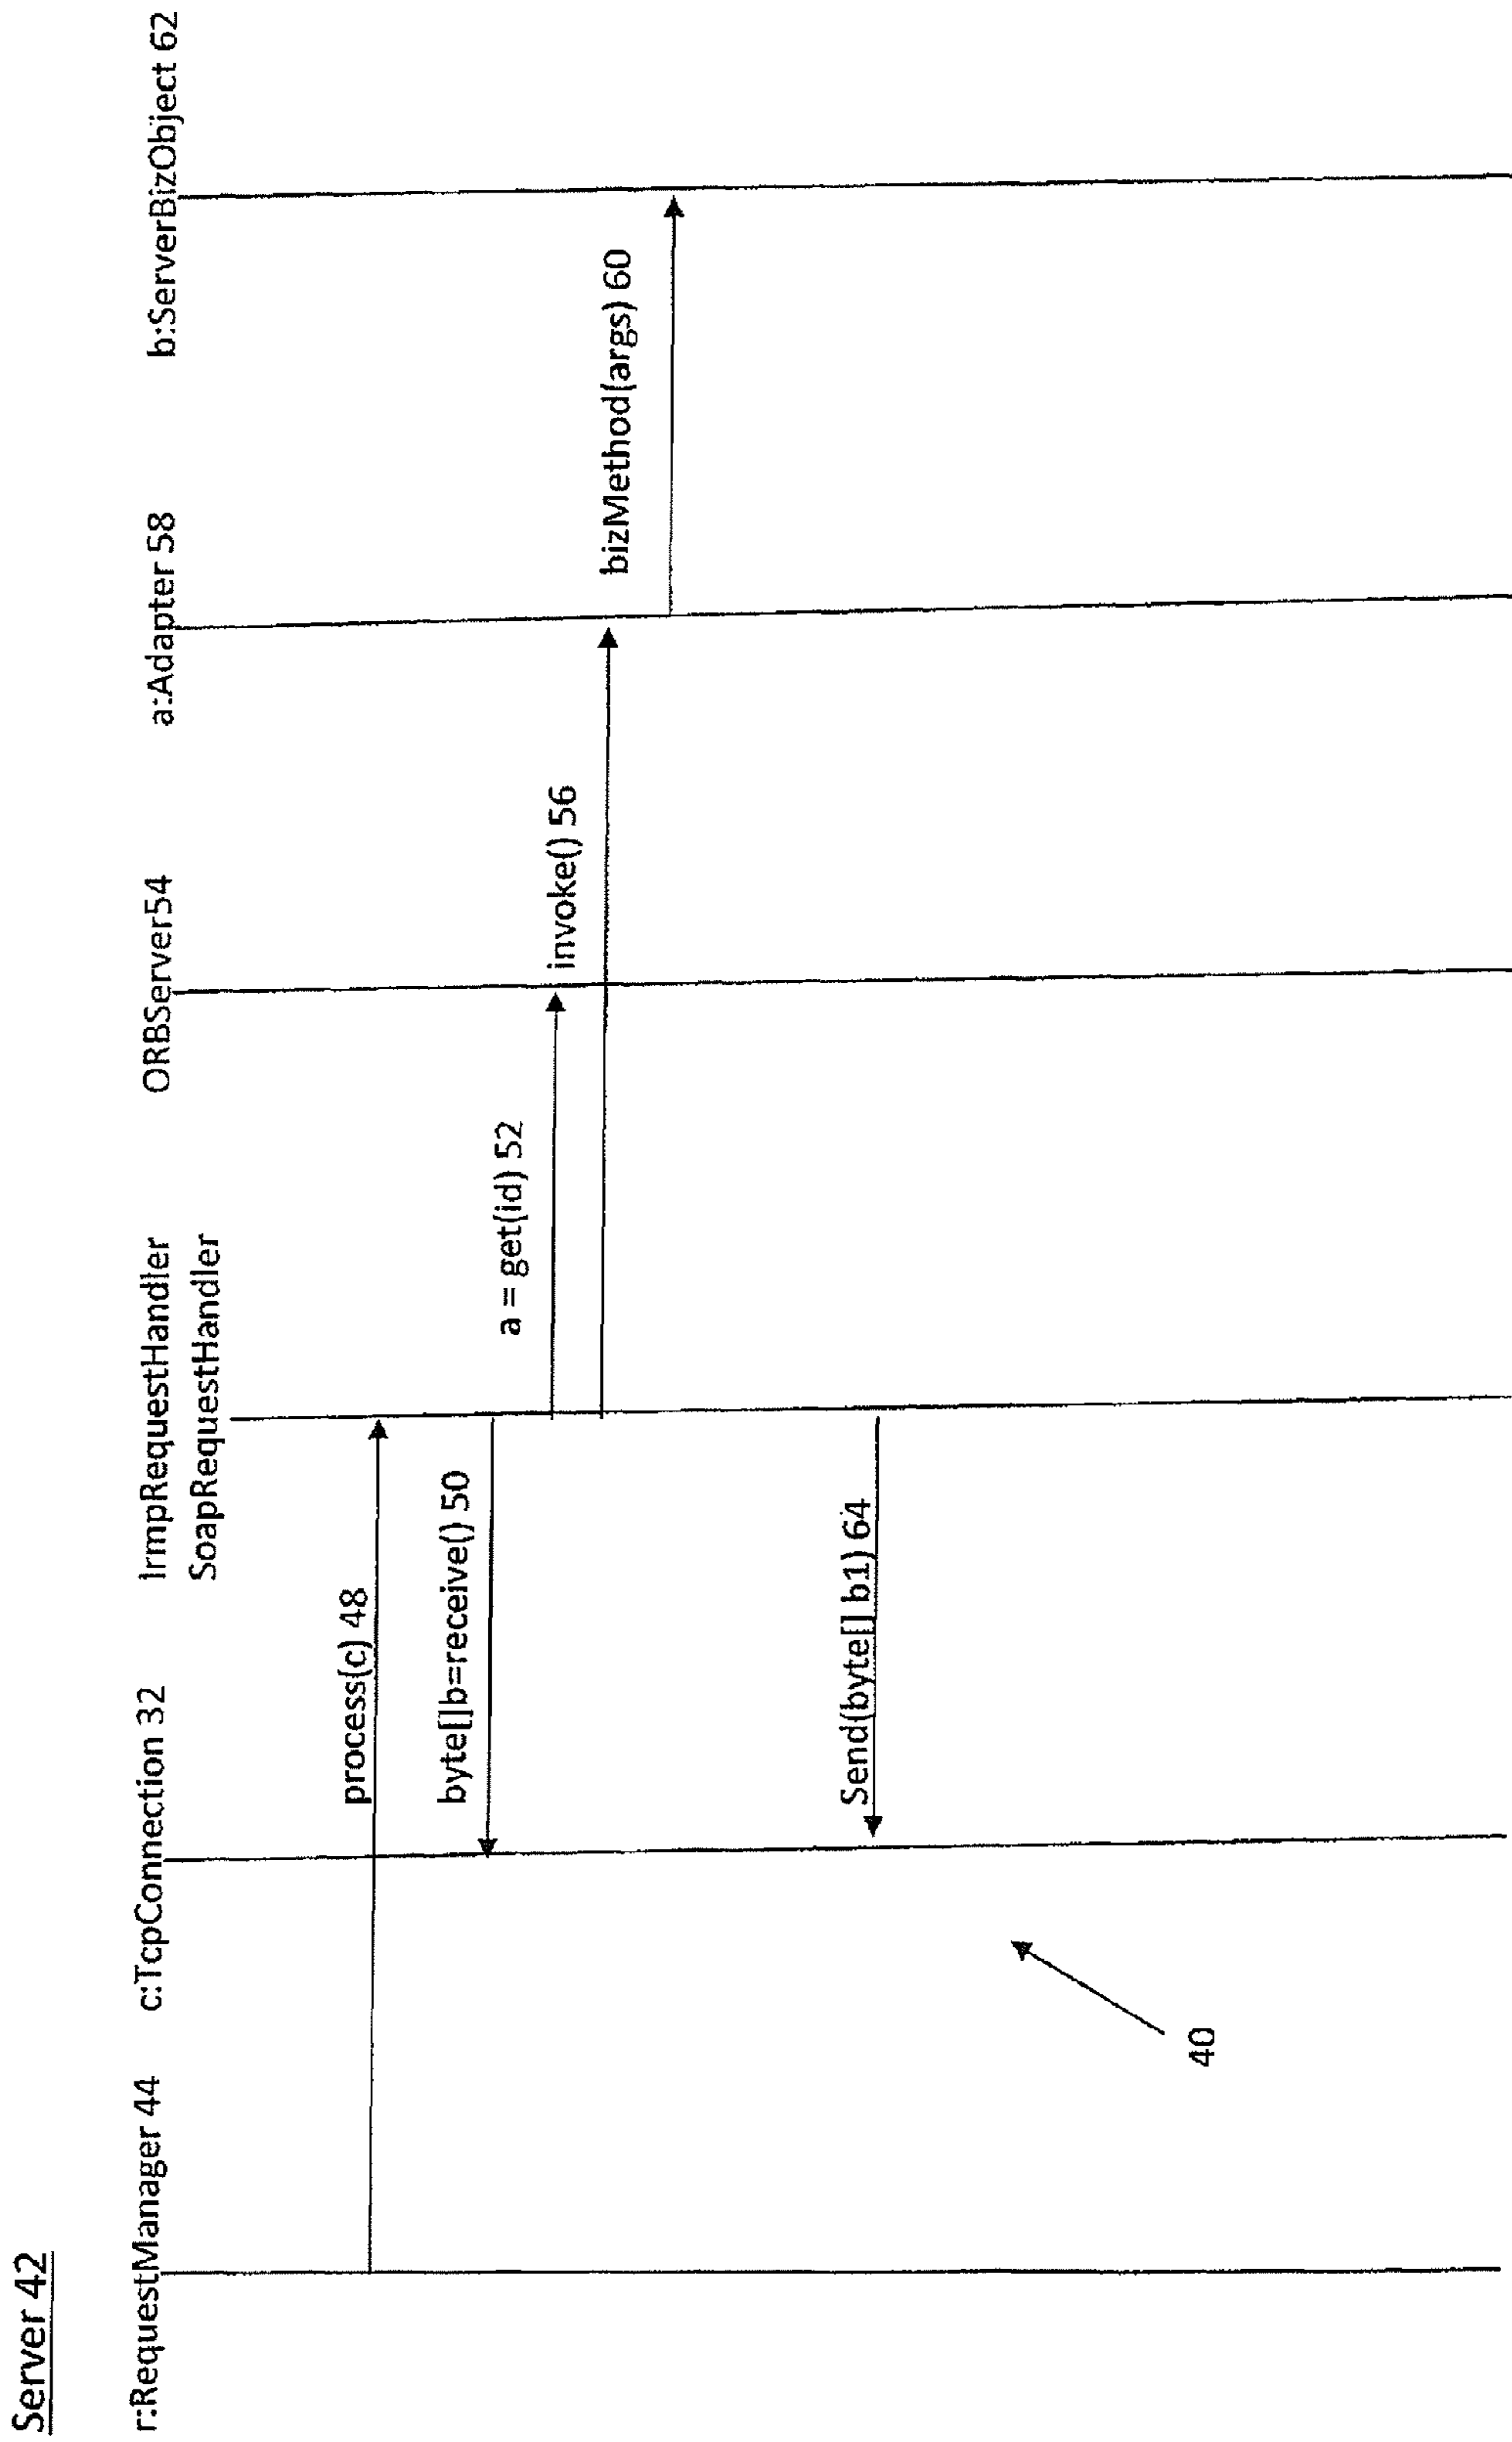 Server 42
r:RequestManager 44
c:TcpConnection 32
IrmpRequestHandler
SoapRequestHandler
ORBServer54
a:Adapter 58
b:ServerBizObject 62
process(c) 48
byte[]b=receive() 50
a = get(id) 52
invoke() 56
bizMethod(args) 60
Send(byte[] b1) 64
40